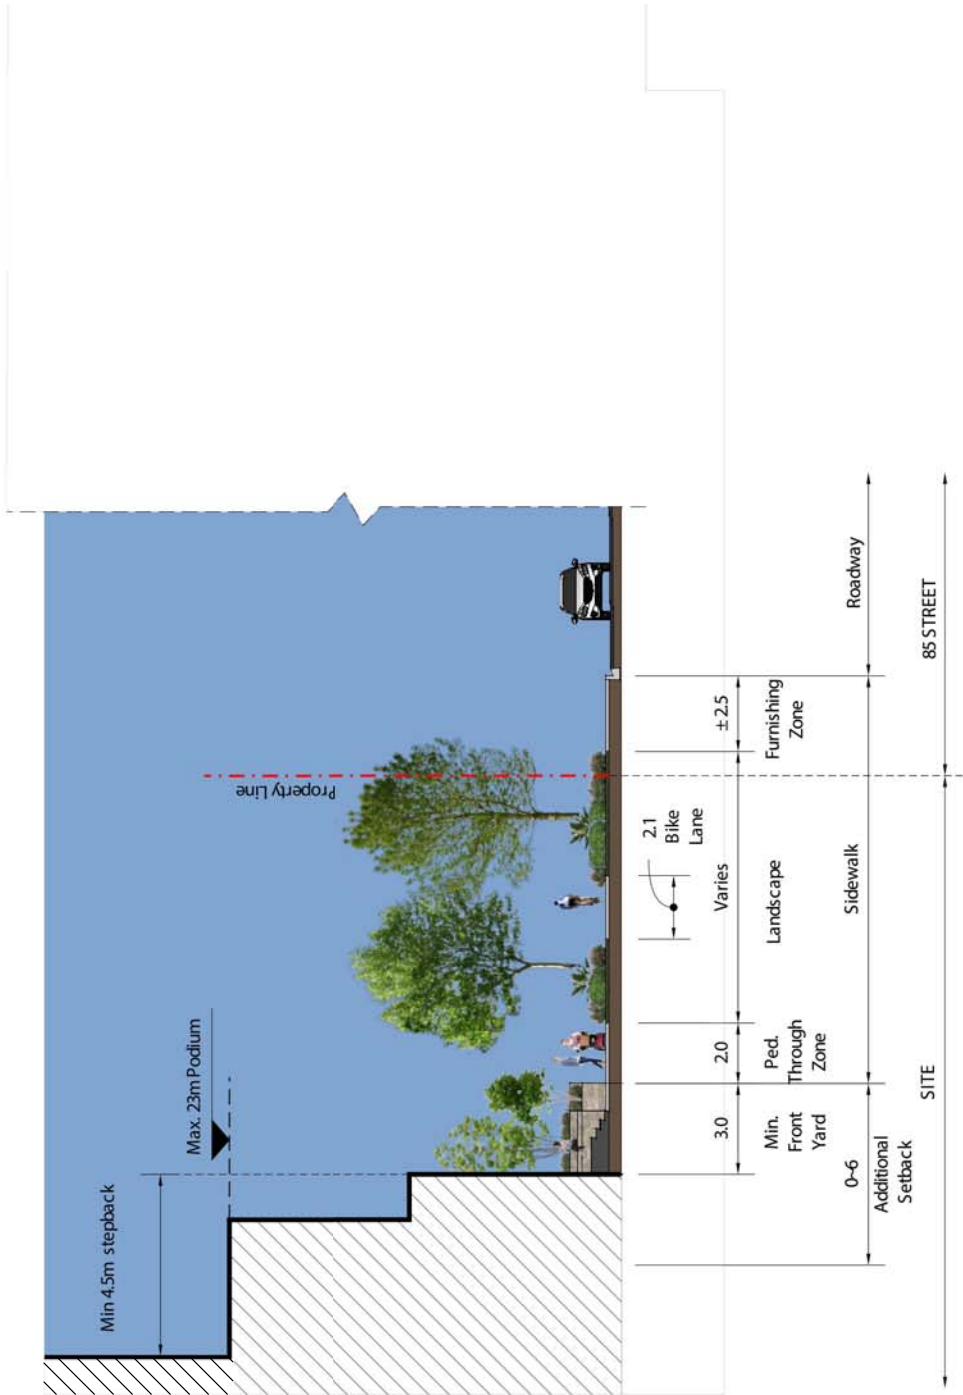 Min 4.5m stepback
Max. 23m Podium
Property Line
2.1
Bike
Lane
3.0
2.0
Varies
± 2.5
Min.
Front
Yard
Ped.
Through
Zone
Landscape
Furnishing
Zone
0~6
Additional
Setback
Sidewalk
Roadway
SITE
85 STREET